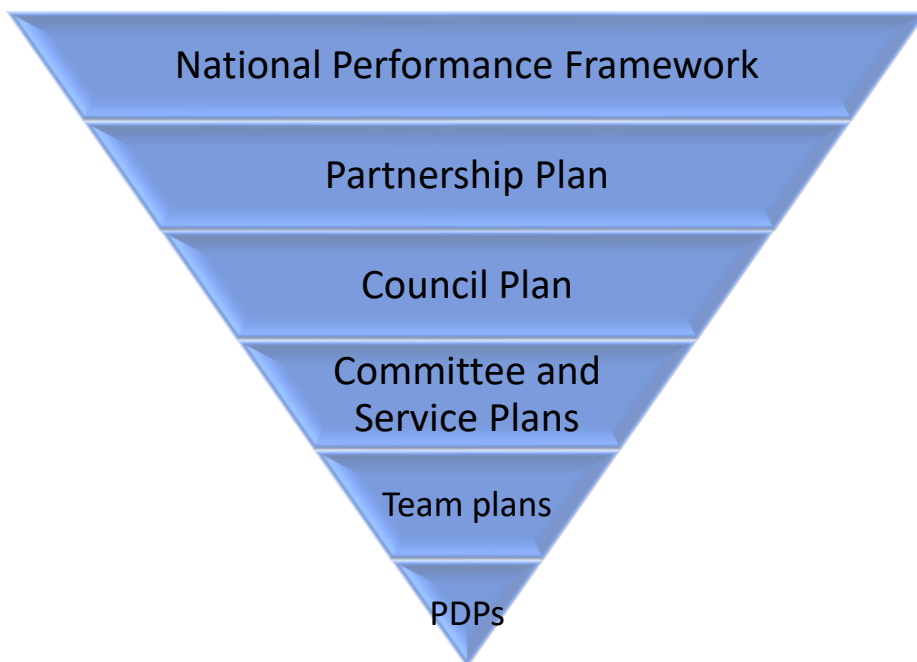 National Performance Framework
Partnership Plan
Council Plan
Committee and
Service Plans
Team plans
PDPs